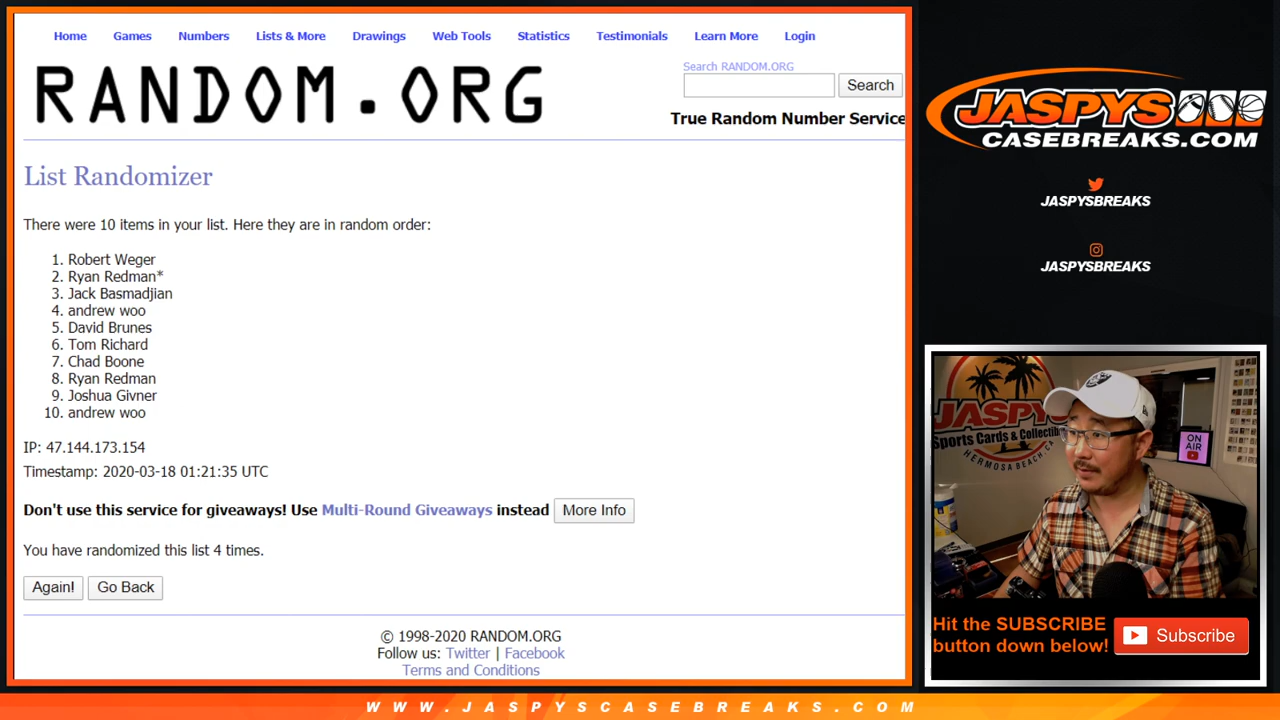 Home Games Numbers Lists & More Drawings Web Tools Statistics Testimonials Learn More Login
RANDOM.ORG
Search RANDOM.ORG
Search
True Random Number Service
List Randomizer
There were 10 items in your list. Here they are in random order:
1. Robert Weger
2. Ryan Redman*
3. Jack Basmadjian
4. andrew woo
5. David Brunes
6. Tom Richard
7. Chad Boone
8. Ryan Redman
9. Joshua Givner
10. andrew woo
IP: 47.144.173.154
Timestamp: 2020-03-18 01:21:35 UTC
Don't use this service for giveaways! Use Multi-Round Giveaways instead More Info
You have randomized this list 4 times.
Again! Go Back
© 1998-2020 RANDOM.ORG
Follow us: Twitter | Facebook
Terms and Conditions
JASPYS
CASEBREAKS.COM
JASPYSBREAKS
JASPYSBREAKS
JASPYS
Sports Cards & Collectib
HERMOSA BEACH, CA
ON
AIR
Hit the SUBSCRIBE
button down below!
Subscribe
WWW.JASPYSCASEBREAKS.COM